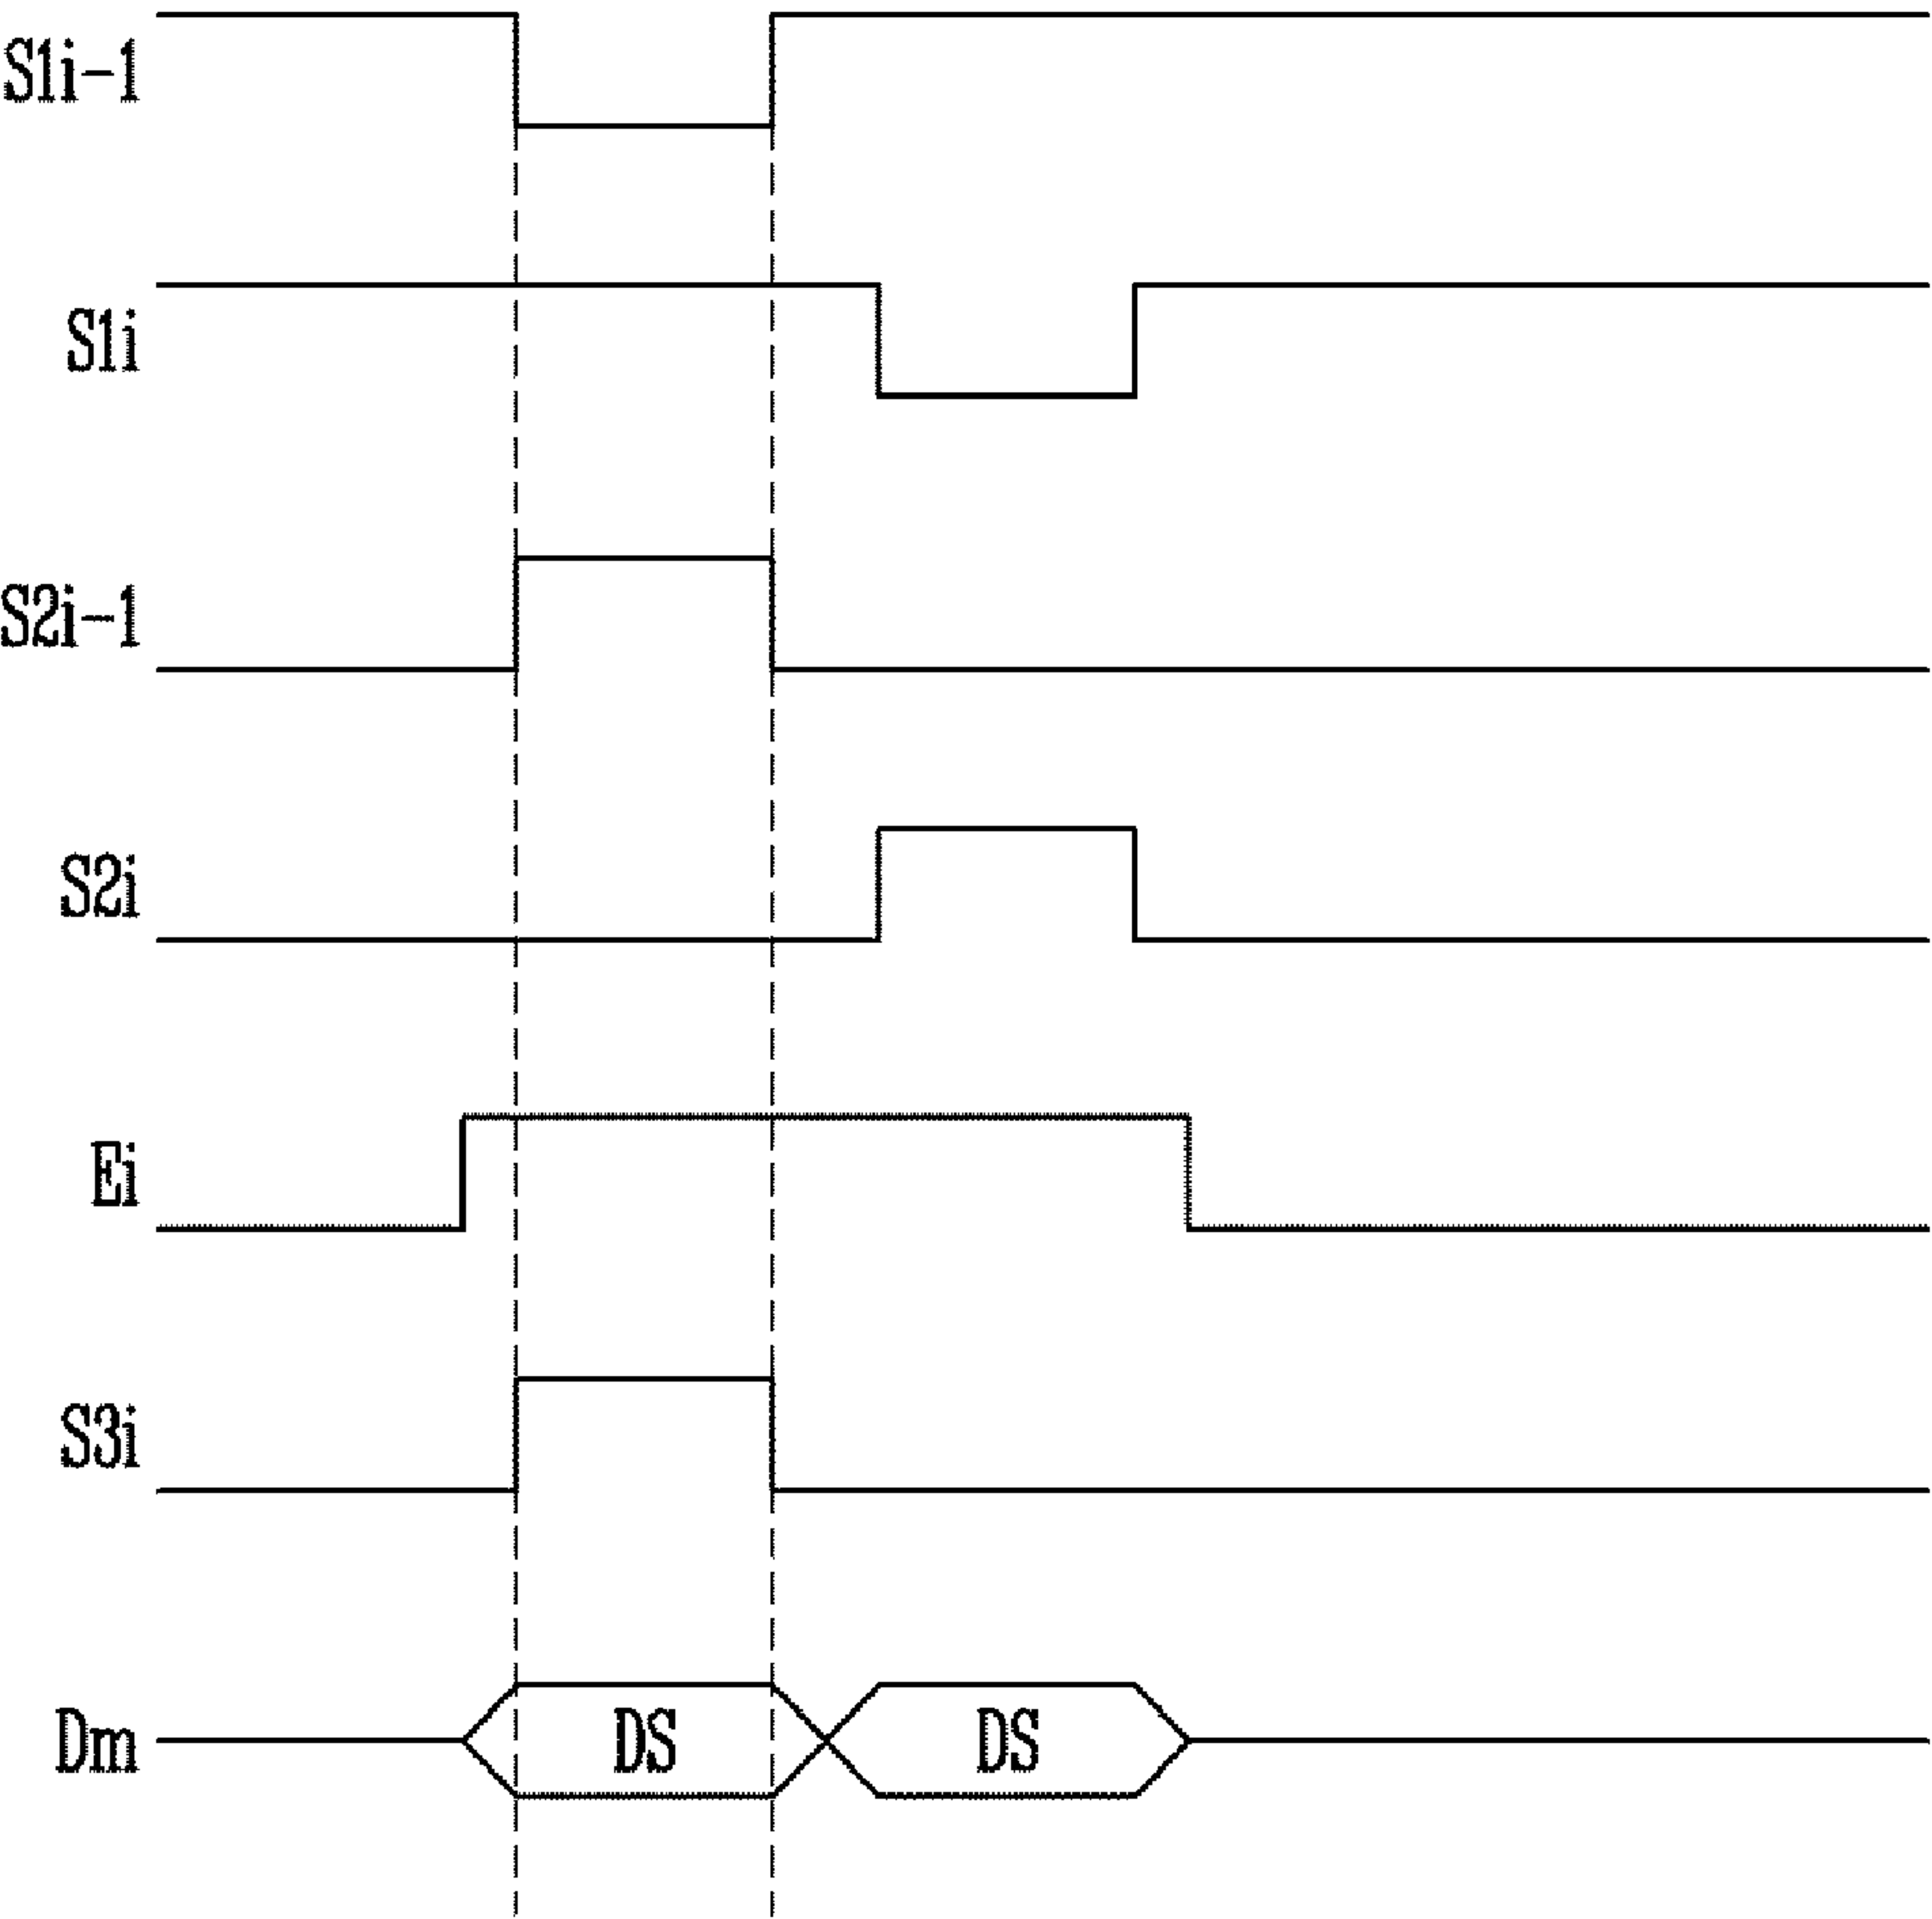 S1i-1
S1i
S2i-1
S2i
Ei
S3i
Dm DS DS